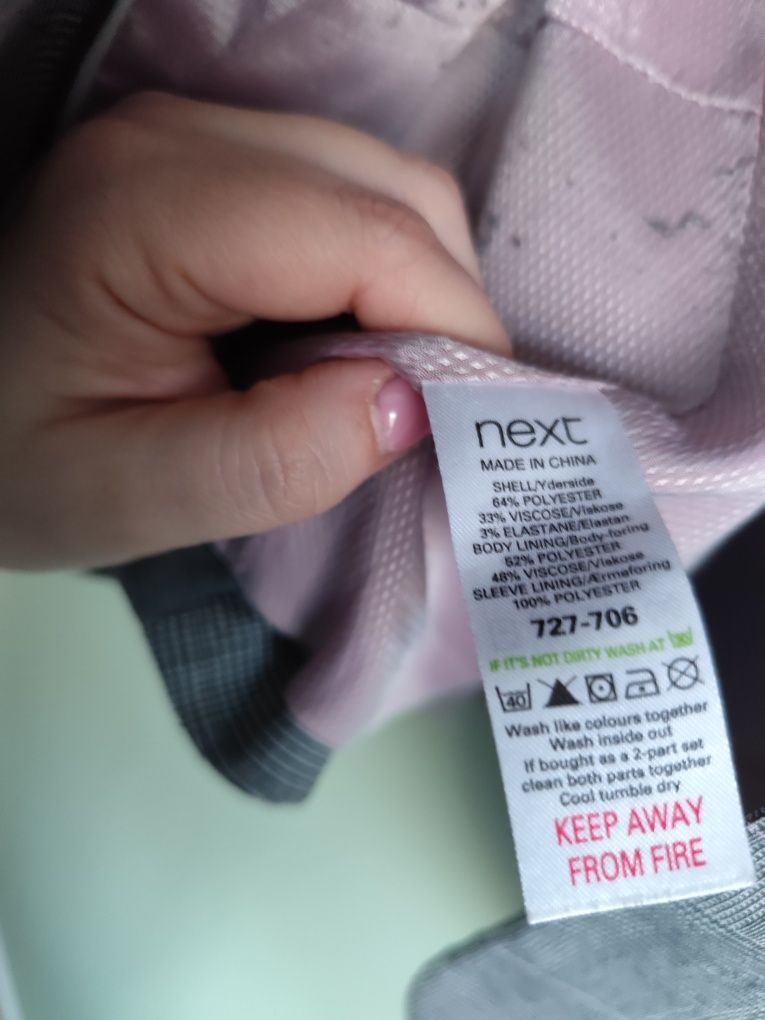 next
MADE IN CHINA
SHELL/Yderside
64% POLYESTER
33% VISCOSE/Viskose
3% ELASTANE/Elastan
BODY LINING/Body-foring
52% POLYESTER
48% VISCOSE/Viskose
SLEEVE LINING/Ærmeforing
100% POLYESTER
727-706
IF IT'S NOT DIRTY WASH AT
40
Wash like colours together
Wash inside out
If bought as a 2-part set
clean both parts together
Cool tumble dry
KEEP AWAY
FROM FIRE